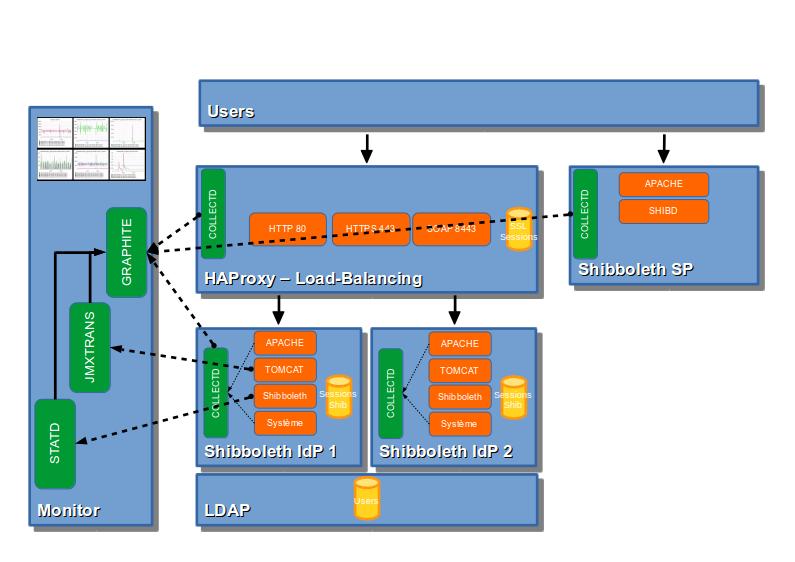 Users
COLLECTD
HTTP 80
HTTPS 443
SOAP 8443
SSL
Sessions
HAProxy – Load-Balancing
COLLECTD
APACHE
SHIBD
Shibboleth SP
GRAPHITE
JMXTRANS
STATD
Monitor
COLLECTD
APACHE
TOMCAT
Shibboleth
Système
Sessions
Shib
Shibboleth IdP 1
COLLECTD
APACHE
TOMCAT
Shibboleth
Système
Sessions
Shib
Shibboleth IdP 2
Users
LDAP